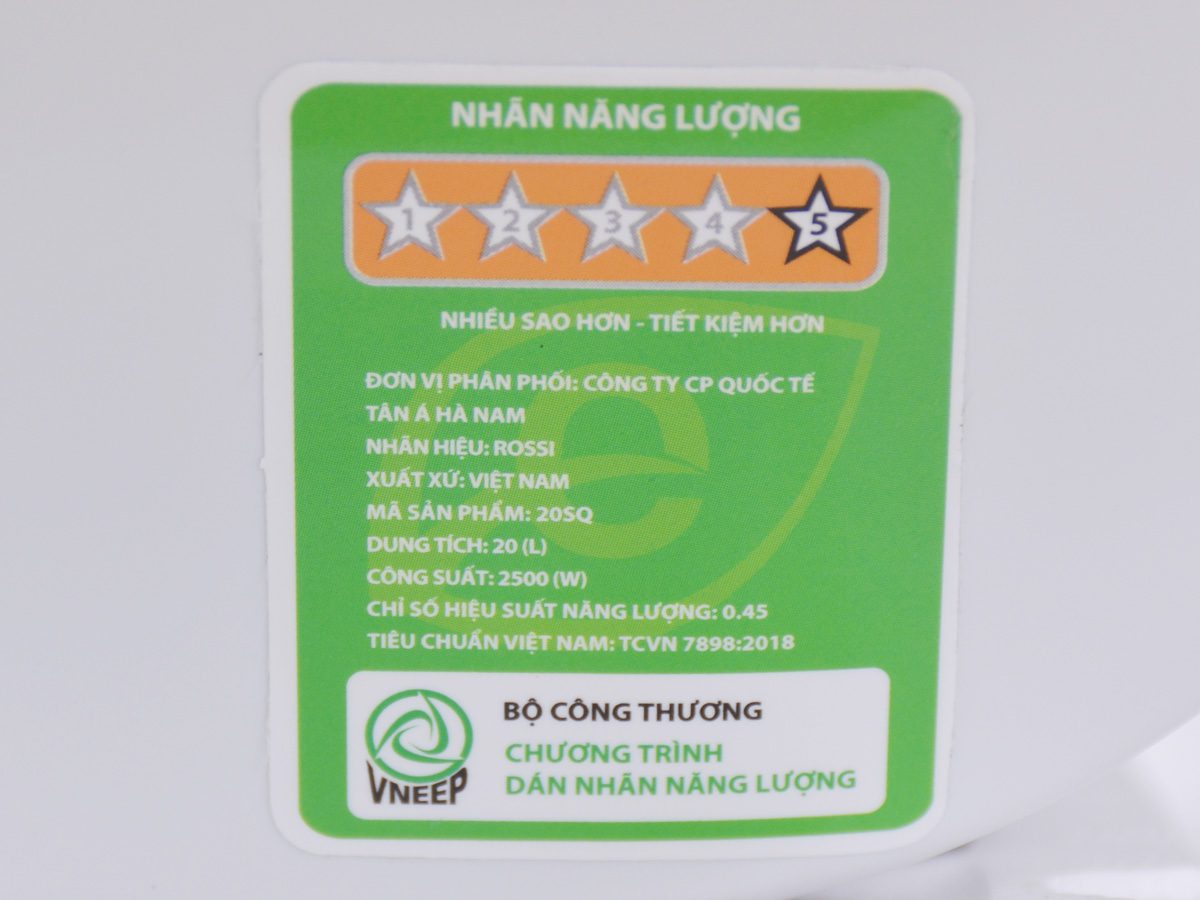 NHÃN NĂNG LƯỢNG
1 2 3 4 5
NHIỀU SAO HƠN - TIẾT KIỆM HƠN
ĐƠN VỊ PHÂN PHỐI: CÔNG TY CP QUỐC TẾ
TÂN Á HÀ NAM
NHÃN HIỆU: ROSSI
XUẤT XỨ: VIỆT NAM
MÃ SẢN PHẨM: 20SQ
DUNG TÍCH: 20 (L)
CÔNG SUẤT: 2500 (W)
CHỈ SỐ HIỆU SUẤT NĂNG LƯỢNG: 0.45
TIÊU CHUẨN VIỆT NAM: TCVN 7898:2018
BỘ CÔNG THƯƠNG
CHƯƠNG TRÌNH
DÁN NHÃN NĂNG LƯỢNG
VNEEP